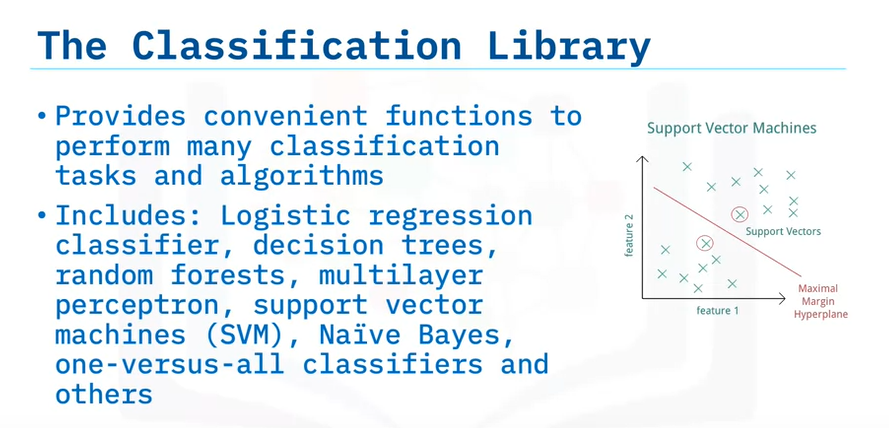 The Classification Library
• Provides convenient functions to
perform many classification
tasks and algorithms
• Includes: Logistic regression
classifier, decision trees,
random forests, multilayer
perceptron, support vector
machines (SVM), Naïve Bayes,
one-versus-all classifiers and
others
Support Vector Machines
feature 2
Support Vectors
Maximal
Margin
Hyperplane
feature 1